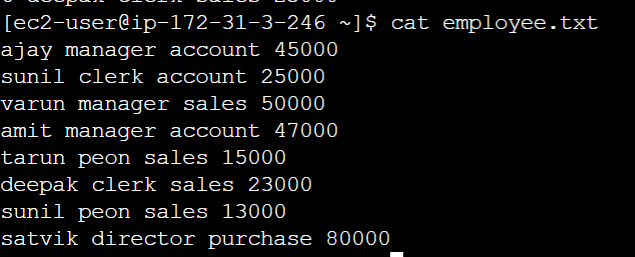 [ec2-user@ip-172-31-3-246 ~]$ cat employee.txt
ajay manager account 45000
sunil clerk account 25000
varun manager sales 50000
amit manager account 47000
tarun peon sales 15000
deepak clerk sales 23000
sunil peon sales 13000
satvik director purchase 80000